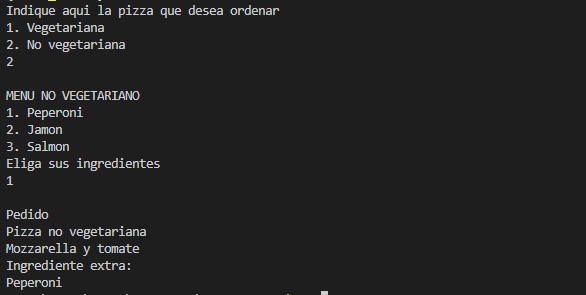 Indique aqui la pizza que desea ordenar
1. Vegetariana
2. No vegetariana
2
MENU NO VEGETARIANO
1. Peperoni
2. Jamon
3. Salmon
Eliga sus ingredientes
1
Pedido
Pizza no vegetariana
Mozzarella y tomate
Ingrediente extra:
Peperoni